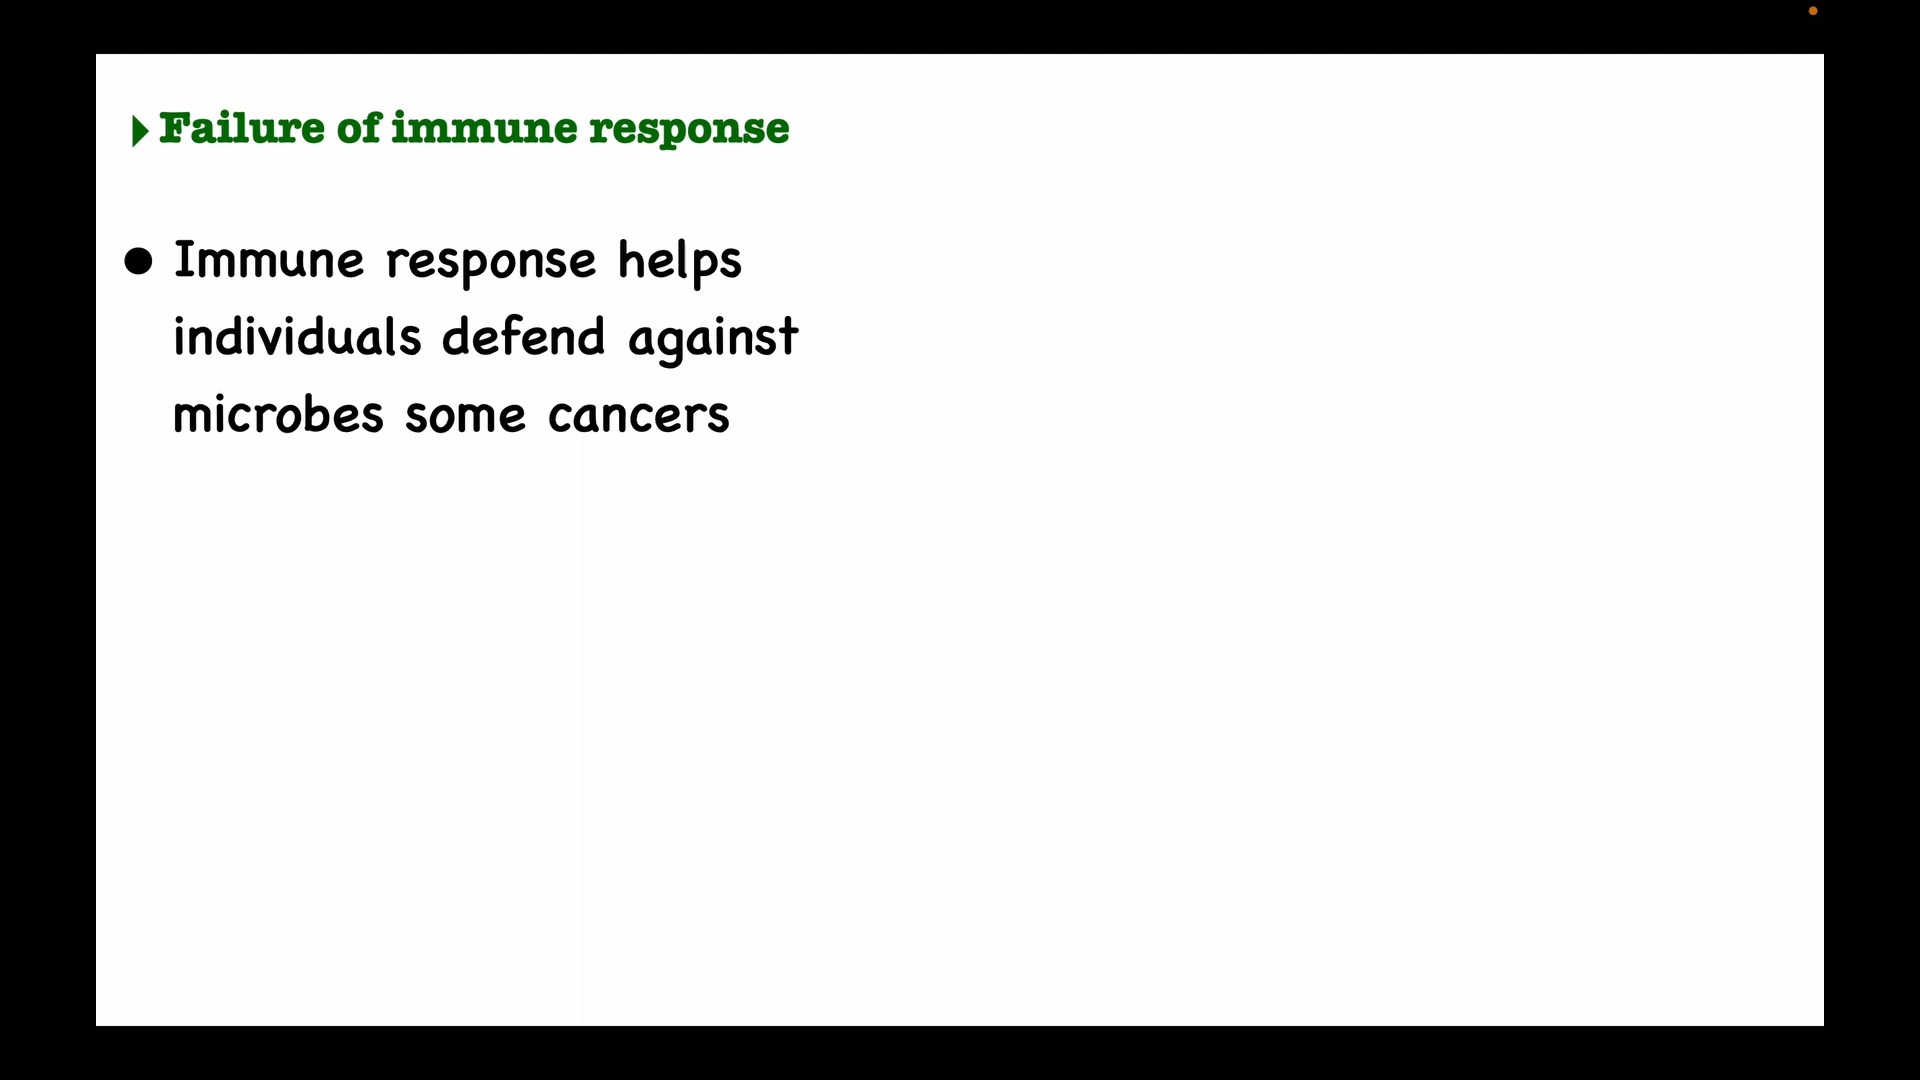 Failure of immune response
● Immune response helps
individuals defend against
microbes some cancers